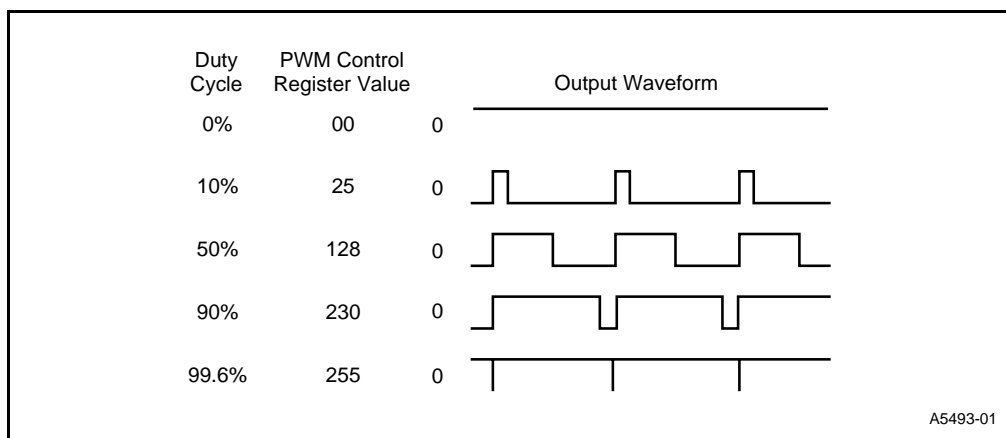 Duty Cycle PWM Control Register Value Output Waveform
0% 00 0
10% 25 0
50% 128 0
90% 230 0
99.6% 255 0
A5493-01